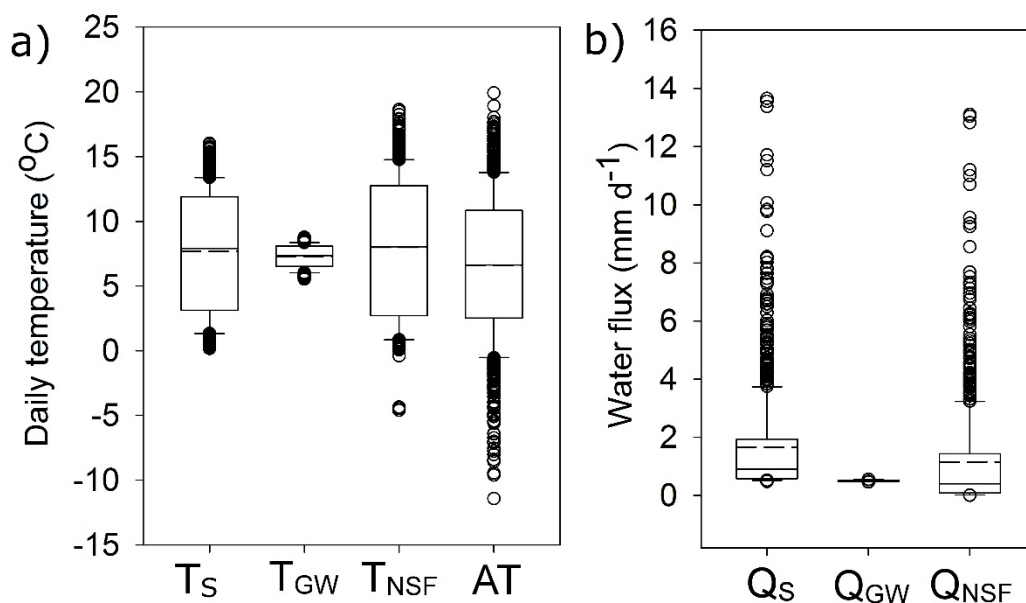 a)
Daily temperature (°C)
25
20
15
10
5
0
-5
-10
-15
TS
TGW
TNSF
AT
b)
Water flux (mm d-1)
16
14
12
10
8
6
4
2
0
QS
QGW
QNSF